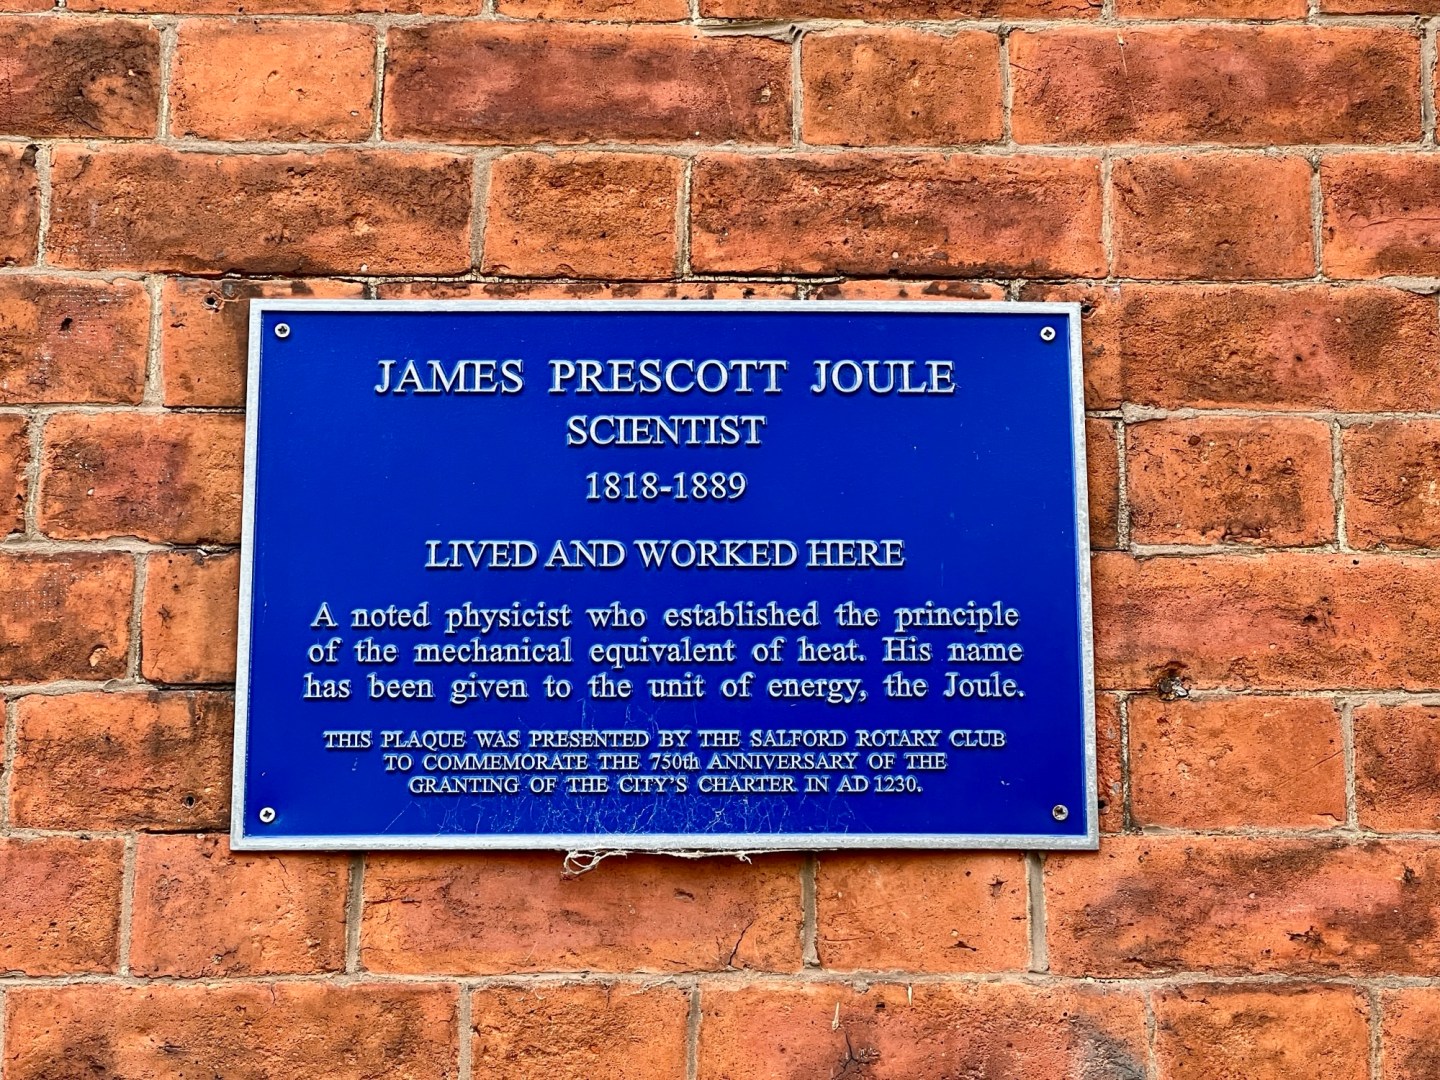 JAMES PRESCOTT JOULE
SCIENTIST
1818-1889
LIVED AND WORKED HERE
A noted physicist who established the principle
of the mechanical equivalent of heat. His name
has been given to the unit of energy, the Joule.
THIS PLAQUE WAS PRESENTED BY THE SALFORD ROTARY CLUB
TO COMMEMORATE THE 750th ANNIVERSARY OF THE
GRANTING OF THE CITY'S CHARTER IN AD 1230.